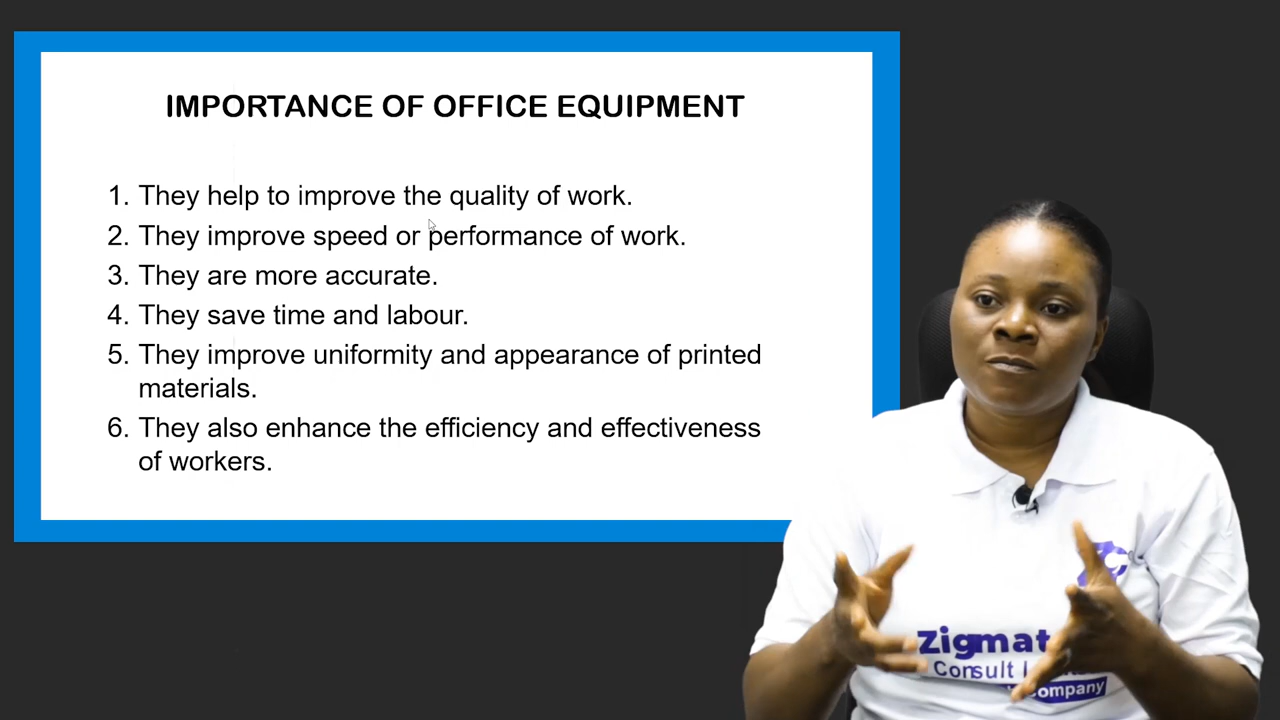 IMPORTANCE OF OFFICE EQUIPMENT
1. They help to improve the quality of work.
2. They improve speed or performance of work.
3. They are more accurate.
4. They save time and labour.
5. They improve uniformity and appearance of printed
materials.
6. They also enhance the efficiency and effectiveness
of workers.
Zigmat
Consult